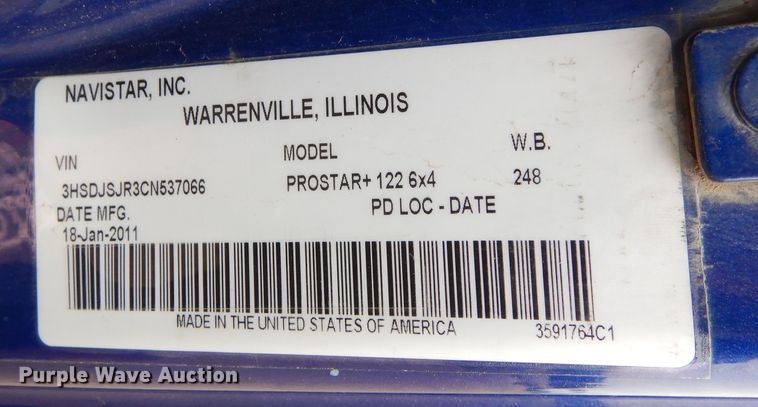 NAVISTAR, INC.
WARRENVILLE, ILLINOIS
VIN MODEL W.B.
3HSDJSJR3CN537066 PROSTAR+ 122 6x4 248
DATE MFG. PD LOC - DATE
18-Jan-2011
MADE IN THE UNITED STATES OF AMERICA 3591764C1
Purple Wave Auction